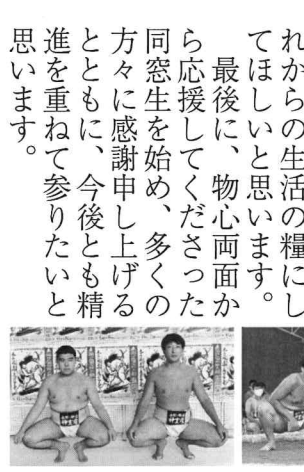 れからの生活の糧にし
てほしいと思います。
　最後に、物心両面か
ら応援してくださった
同窓生を始め、多くの
方々に感謝申し上げる
とともに、今後とも精
進を重ねて参りたいと
思います。